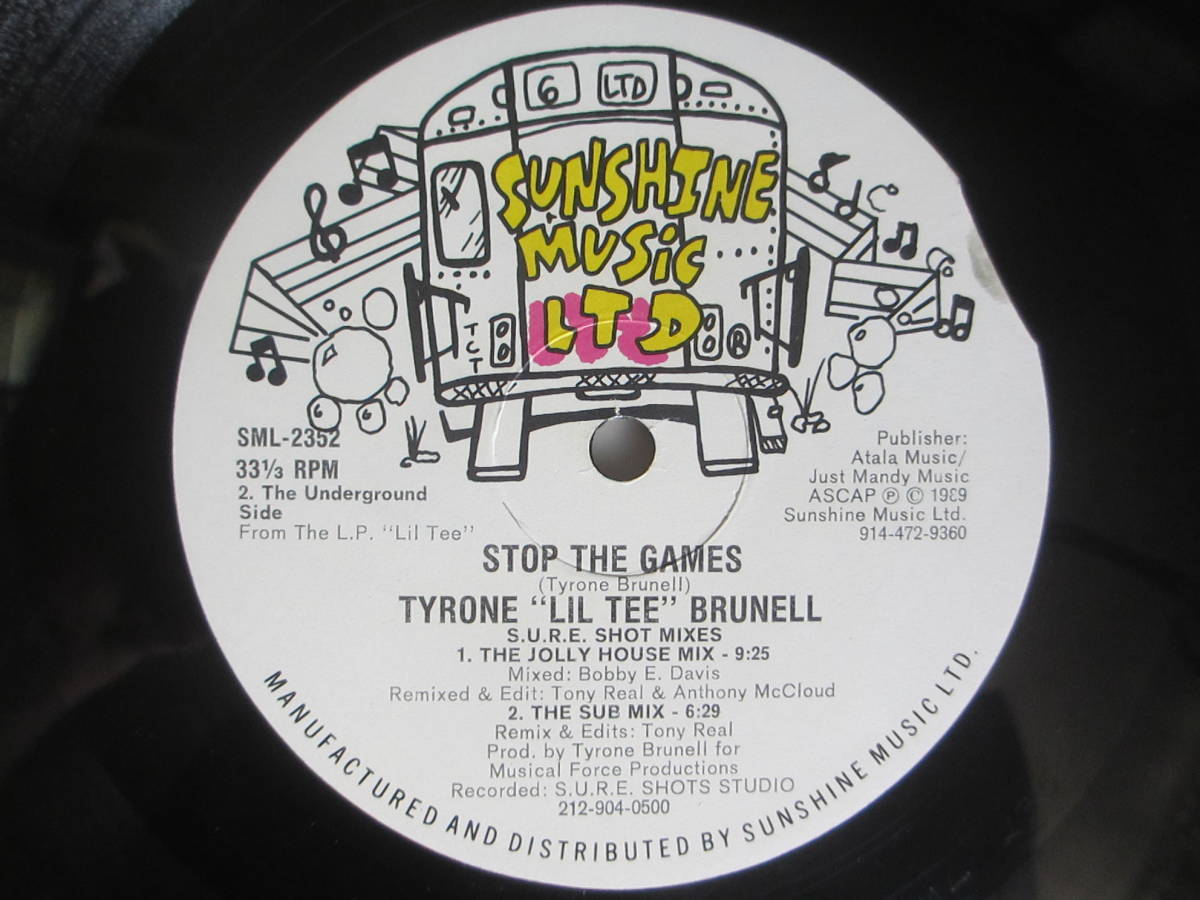 6 LTD
SUNSHINE
MUSIC
LTD
TCT
®
SML-2352
33⅓ RPM
2. The Underground
Side
From The L.P. "Lil Tee"
Publisher:
Atala Music/
Just Mandy Music
ASCAP ℗ © 1989
Sunshine Music Ltd.
914-472-9360
STOP THE GAMES
(Tyrone Brunell)
TYRONE "LIL TEE" BRUNELL
S.U.R.E. SHOT MIXES
1. THE JOLLY HOUSE MIX - 9:25
Mixed: Bobby E. Davis
Remixed & Edit: Tony Real & Anthony McCloud
2. THE SUB MIX - 6:29
Remix & Edits: Tony Real
Prod. by Tyrone Brunell for
Musical Force Productions
Recorded: S.U.R.E. SHOTS STUDIO
212-904-0500
MANUFACTURED AND DISTRIBUTED BY SUNSHINE MUSIC LTD.